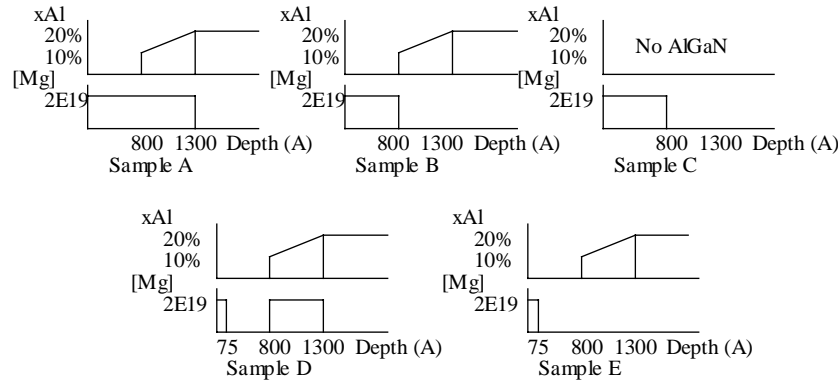 xAl xAl xAl
20% 20% 20%
10% 10% 10%
No AlGaN
[Mg] [Mg] [Mg]
2E19 2E19 2E19
800 1300 Depth (A) 800 1300 Depth (A) 800 1300 Depth (A)
Sample A Sample B Sample C
xAl xAl
20% 20%
10% 10%
[Mg] [Mg]
2E19 2E19
75 800 1300 Depth (A) 75 800 1300 Depth (A)
Sample D Sample E